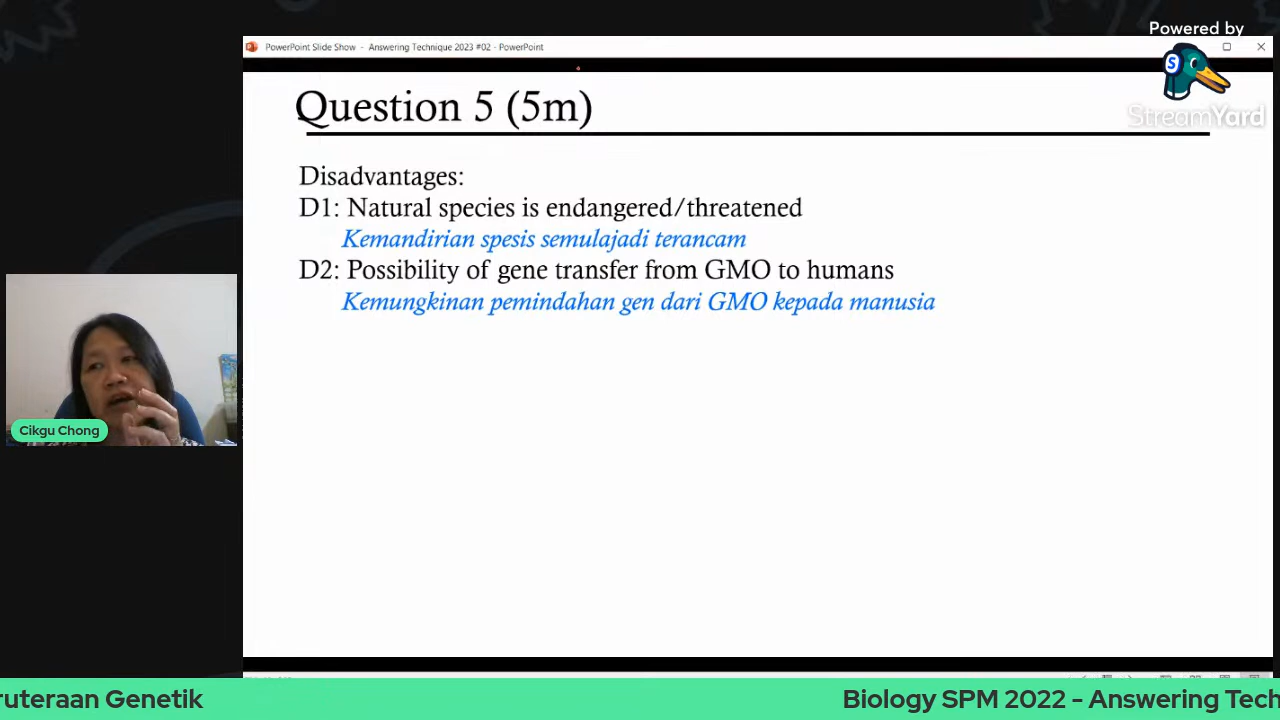 Powered by
StreamYard
PowerPoint Slide Show - Answering Technique 2023 #02 - PowerPoint
Question 5 (5m)
Disadvantages:
D1: Natural species is endangered/threatened
Kemandirian spesis semulajadi terancam
D2: Possibility of gene transfer from GMO to humans
Kemungkinan pemindahan gen dari GMO kepada manusia
Cikgu Chong
ruteraan Genetik
Biology SPM 2022 - Answering Tech